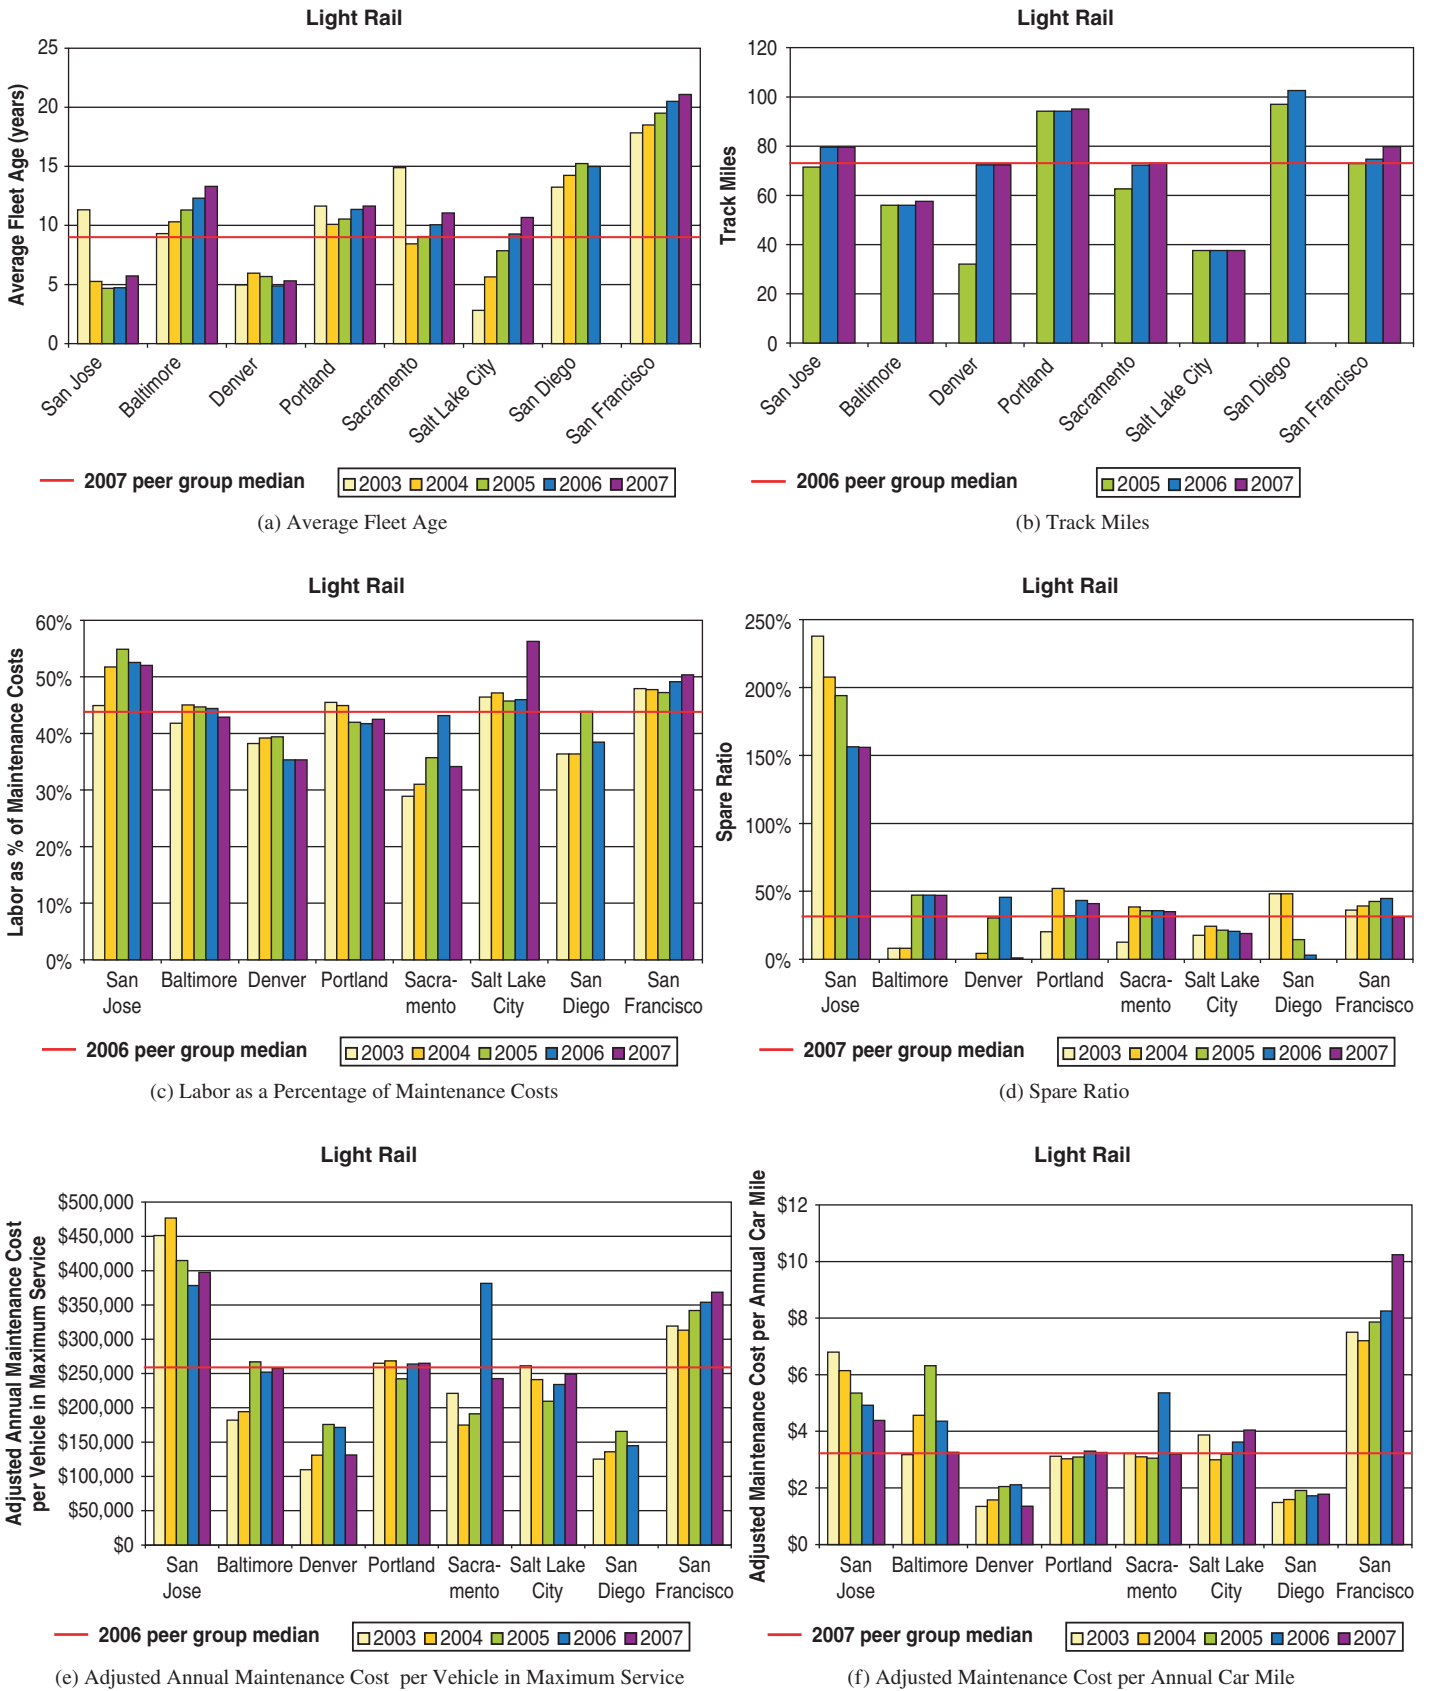 Light Rail
Average Fleet Age (years)
25
20
15
10
5
0
San Jose
Baltimore
Denver
Portland
Sacramento
Salt Lake City
San Diego
San Francisco
2007 peer group median
2003 2004 2005 2006 2007
(a) Average Fleet Age
Light Rail
Track Miles
120
100
80
60
40
20
0
San Jose
Baltimore
Denver
Portland
Sacramento
Salt Lake City
San Diego
San Francisco
2006 peer group median
2005 2006 2007
(b) Track Miles
Light Rail
Labor as % of Maintenance Costs
60%
50%
40%
30%
20%
10%
0%
San Jose
Baltimore
Denver
Portland
Sacra-
mento
Salt Lake
City
San
Diego
San
Francisco
2006 peer group median
2003 2004 2005 2006 2007
(c) Labor as a Percentage of Maintenance Costs
Light Rail
Spare Ratio
250%
200%
150%
100%
50%
0%
San
Jose
Baltimore
Denver
Portland
Sacra-
mento
Salt Lake
City
San
Diego
San
Francisco
2007 peer group median
2003 2004 2005 2006 2007
(d) Spare Ratio
Light Rail
Adjusted Annual Maintenance Cost
per Vehicle in Maximum Service
$500,000
$450,000
$400,000
$350,000
$300,000
$250,000
$200,000
$150,000
$100,000
$50,000
$0
San
Jose
Baltimore
Denver
Portland
Sacra-
mento
Salt Lake
City
San
Diego
San
Francisco
2006 peer group median
2003 2004 2005 2006 2007
(e) Adjusted Annual Maintenance Cost per Vehicle in Maximum Service
Light Rail
Adjusted Maintenance Cost per Annual Car Mile
$12
$10
$8
$6
$4
$2
$0
San
Jose
Baltimore
Denver
Portland
Sacra-
mento
Salt Lake
City
San
Diego
San
Francisco
2007 peer group median
2003 2004 2005 2006 2007
(f) Adjusted Maintenance Cost per Annual Car Mile